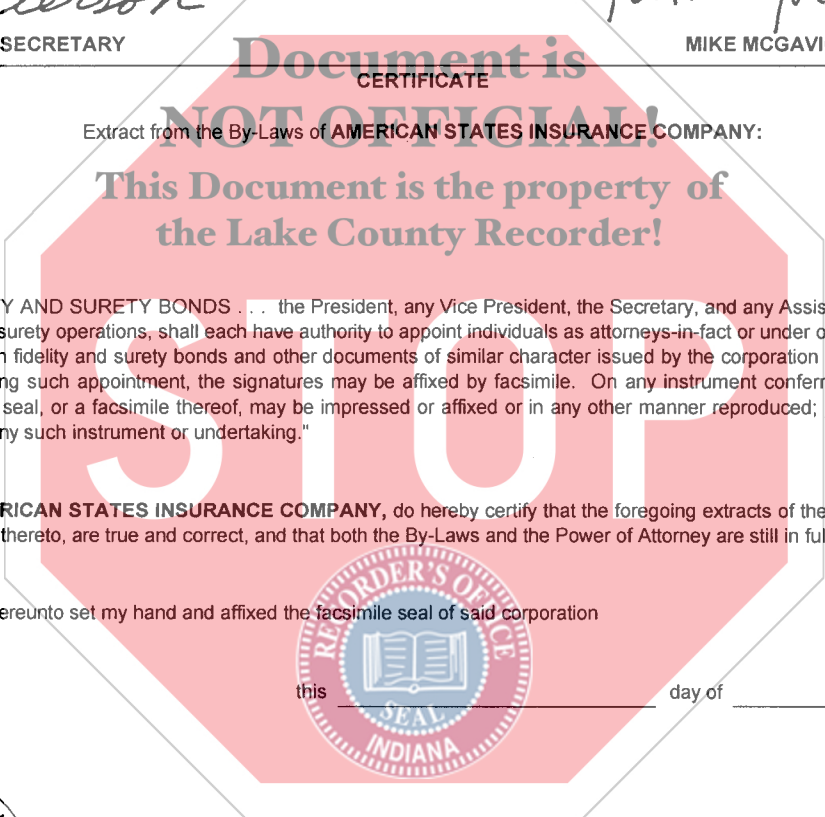 SECRETARY MIKE MCGAVI
Document is
CERTIFICATE
NOT OFFICIAL!
Extract from the By-Laws of AMERICAN STATES INSURANCE COMPANY:
This Document is the property of
the Lake County Recorder!
Y AND SURETY BONDS . . . the President, any Vice President, the Secretary, and any Assis
surety operations, shall each have authority to appoint individuals as attorneys-in-fact or under o
n fidelity and surety bonds and other documents of similar character issued by the corporation
ng such appointment, the signatures may be affixed by facsimile. On any instrument conferr
seal, or a facsimile thereof, may be impressed or affixed or in any other manner reproduced;
ny such instrument or undertaking."
STOP
RICAN STATES INSURANCE COMPANY, do hereby certify that the foregoing extracts of the
thereto, are true and correct, and that both the By-Laws and the Power of Attorney are still in ful
ereunto set my hand and affixed the facsimile seal of said corporation
RECORDER'S OFFICE
this day of
SEAL
INDIANA